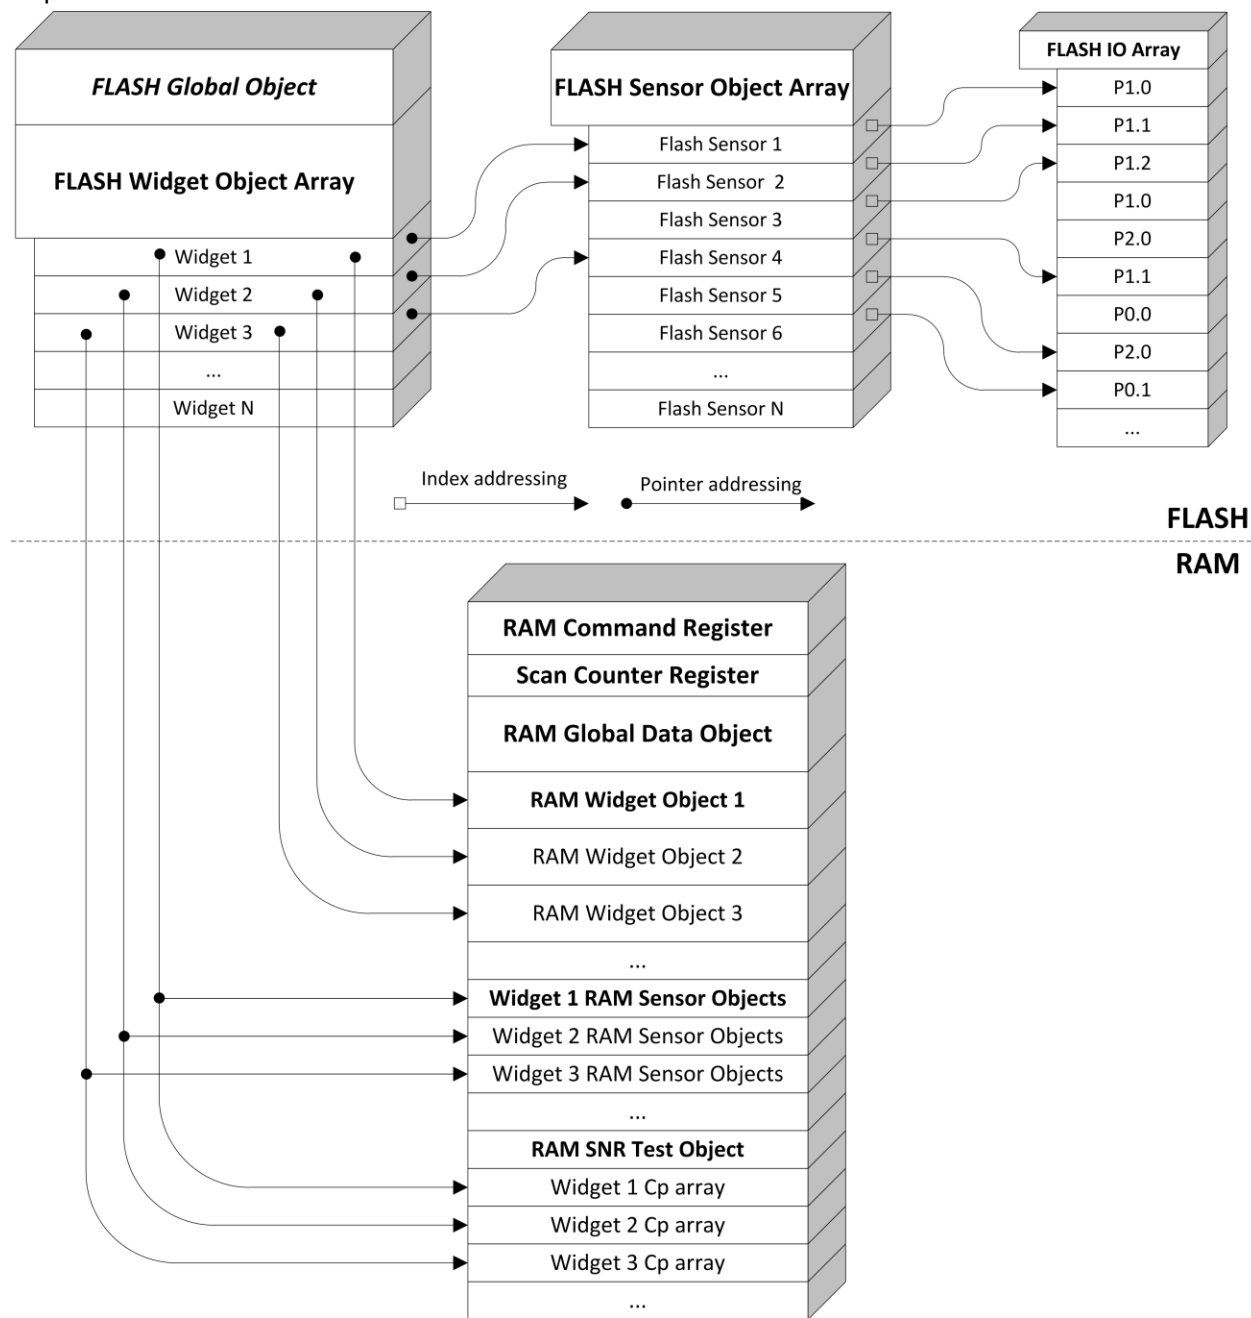 FLASH Global Object
FLASH Widget Object Array
Widget 1
Widget 2
Widget 3
...
Widget N
FLASH Sensor Object Array
Flash Sensor 1
Flash Sensor 2
Flash Sensor 3
Flash Sensor 4
Flash Sensor 5
Flash Sensor 6
...
Flash Sensor N
FLASH IO Array
P1.0
P1.1
P1.2
P1.0
P2.0
P1.1
P0.0
P2.0
P0.1
...
Index addressing
Pointer addressing
FLASH
RAM
RAM Command Register
Scan Counter Register
RAM Global Data Object
RAM Widget Object 1
RAM Widget Object 2
RAM Widget Object 3
...
Widget 1 RAM Sensor Objects
Widget 2 RAM Sensor Objects
Widget 3 RAM Sensor Objects
...
RAM SNR Test Object
Widget 1 Cp array
Widget 2 Cp array
Widget 3 Cp array
...